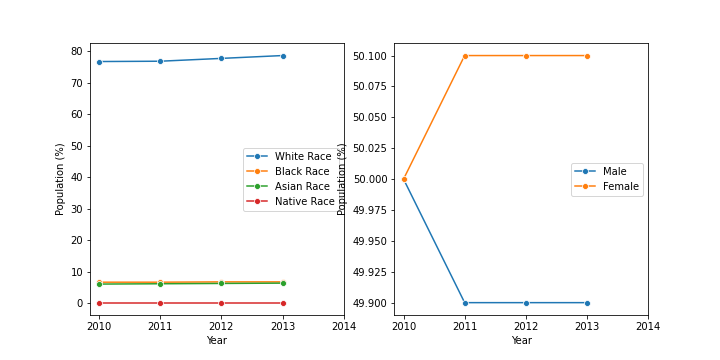 80
70
60
50
40
30
20
10
0
Population (%)
2010 2011 2012 2013 2014
Year
White Race
Black Race
Asian Race
Native Race
50.100
50.075
50.050
50.025
50.000
49.975
49.950
49.925
49.900
Population (%)
2010 2011 2012 2013 2014
Year
Male
Female